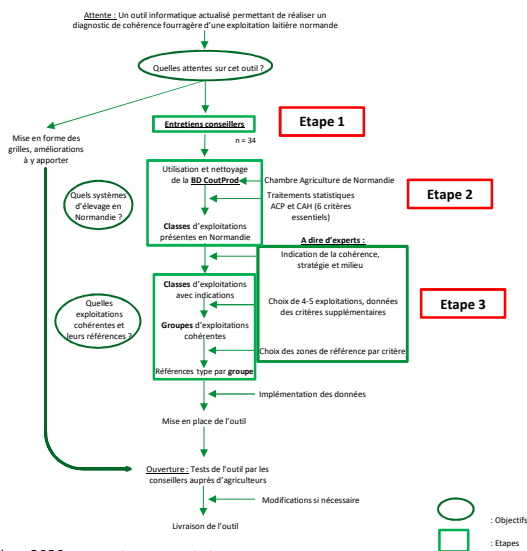 Attente : Un outil informatique actualisé permettant de réaliser un
diagnostic de cohérence fourragère d'une exploitation laitière normande
Quelles attentes sur cet outil ?
Entretiens conseillers
Etape 1
n = 34
Mise en forme des
grilles, améliorations
à y apporter
Utilisation et nettoyage
de la BD CoutProd
Chambre Agriculture de Normandie
Traitements statistiques
ACP et CAH (6 critères
essentiels)
Etape 2
Quels systèmes
d'élevage en
Normandie ?
Classes d'exploitations
présentes en Normandie
A dire d'experts :
Indication de la cohérence,
stratégie et milieu
Classes d'exploitations
avec indications
Quelles
exploitations
cohérentes et
leurs références ?
Choix de 4-5 exploitations, données
des critères supplémentaires
Etape 3
Groupes d'exploitations
cohérentes
Choix des zones de référence par critère
Références type par groupe
Implémentation des données
Mise en place de l'outil
Ouverture : Tests de l'outil par les
conseillers auprès d'agriculteurs
Modifications si nécessaire
Livraison de l'outil
: Objectifs
: Etapes